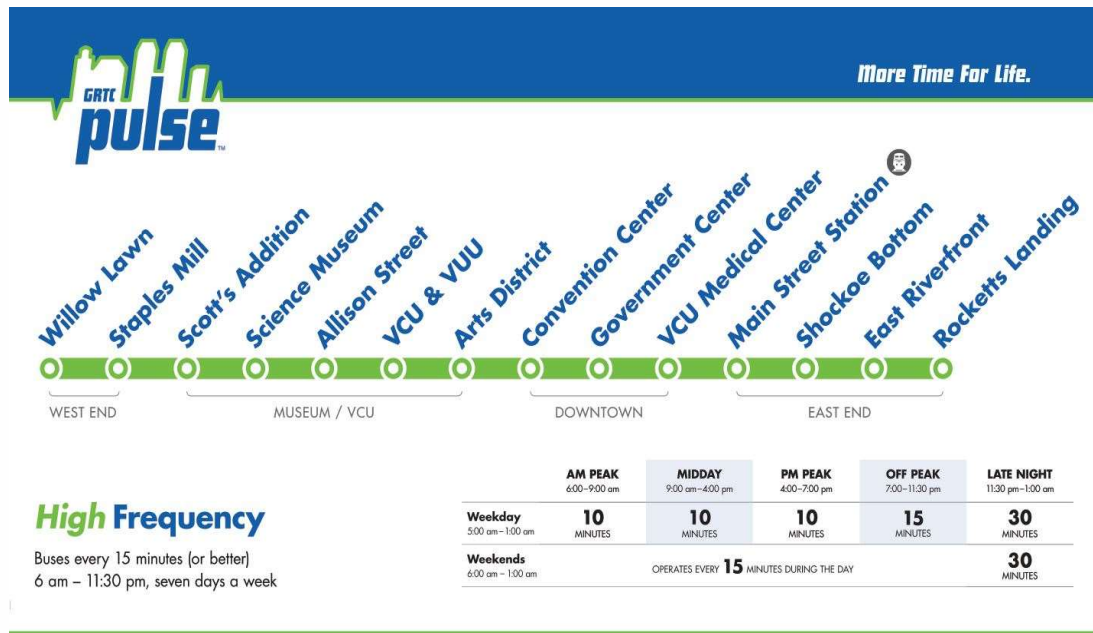 More Time For Life.
GRTC
pulse™
Willow Lawn
Staples Mill
Scott's Addition
Science Museum
Allison Street
VCU & VUU
Arts District
Convention Center
Government Center
VCU Medical Center
Main Street Station
Shockoe Bottom
East Riverfront
Rocketts Landing
WEST END
MUSEUM / VCU
DOWNTOWN
EAST END
High Frequency
Buses every 15 minutes (or better)
6 am – 11:30 pm, seven days a week
AM PEAK MIDDAY PM PEAK OFF PEAK LATE NIGHT
6:00–9:00 am 9:00 am–4:00 pm 4:00–7:00 pm 7:00–11:30 pm 11:30 pm–1:00 am
Weekday 10 10 10 15 30
5:00 am–1:00 am MINUTES MINUTES MINUTES MINUTES MINUTES
Weekends OPERATES EVERY 15 MINUTES DURING THE DAY 30
6:00 am – 1:00 am MINUTES